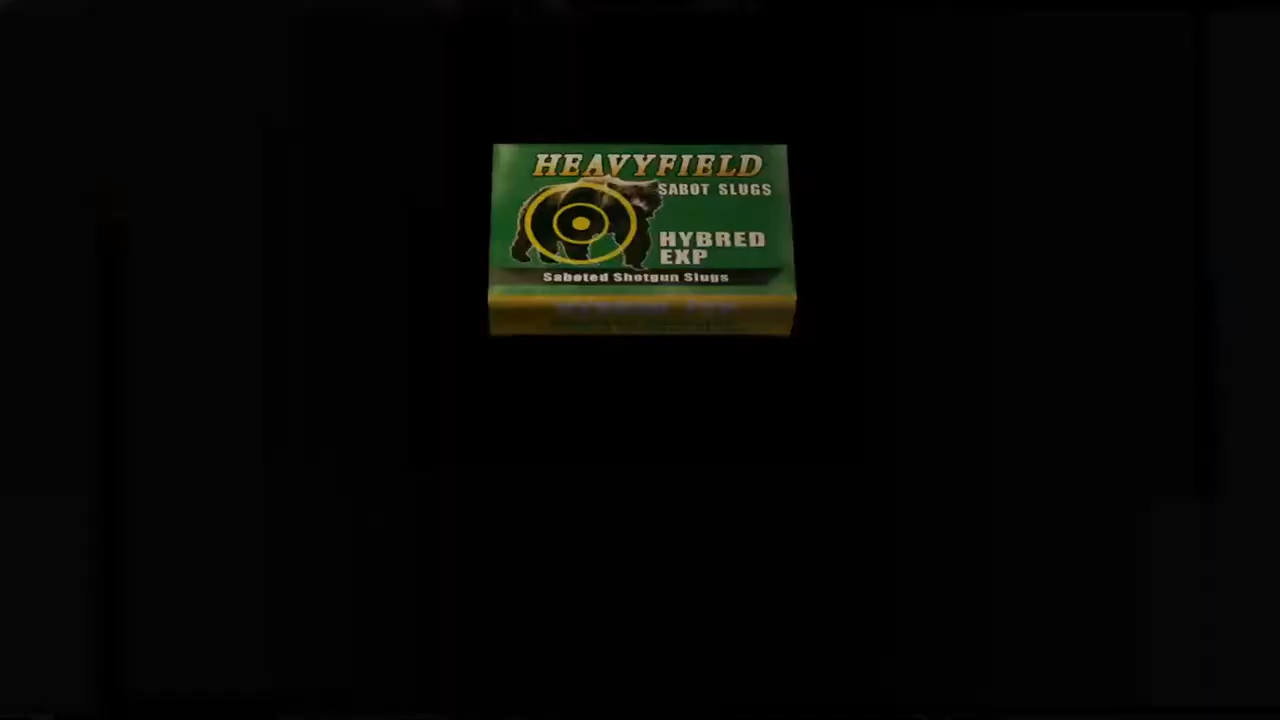 HEAVYFIELD
SABOT SLUGS
HYBRED
EXP
Saboted Shotgun Slugs